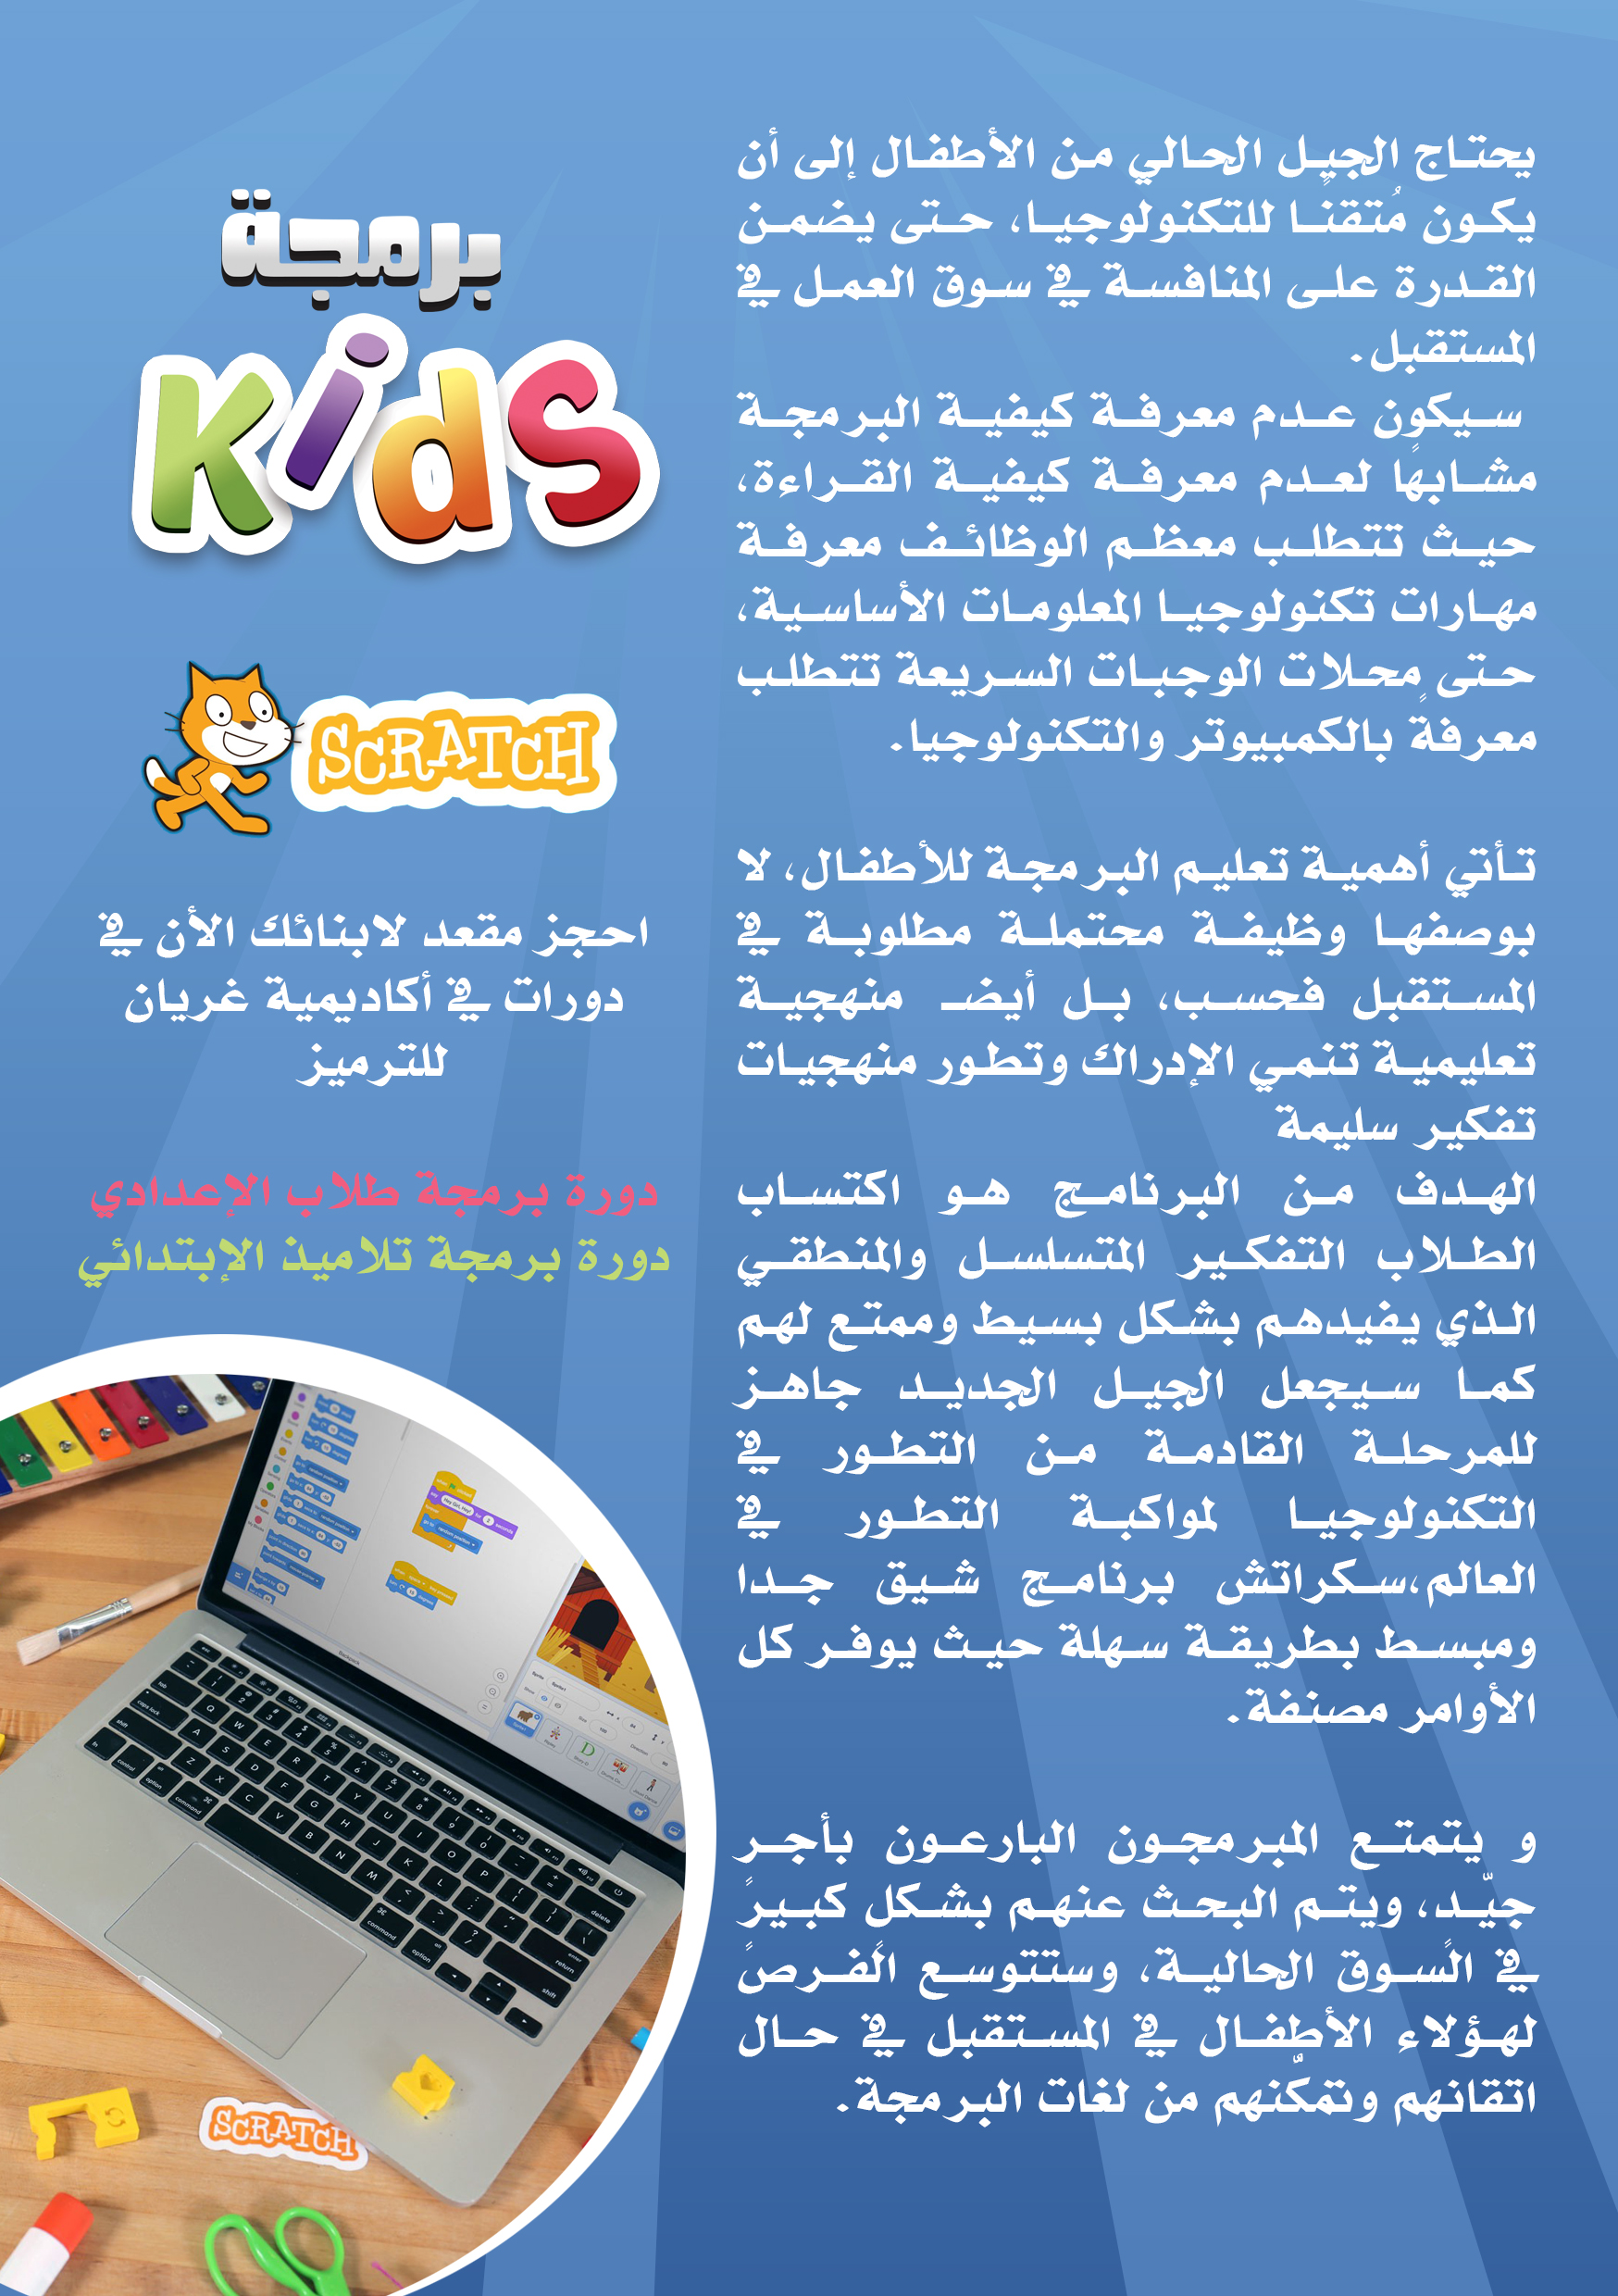 يحتاج الجيل الحالي من الأطفال إلى أن
يكون مُتقنًا للتكنولوجيا، حتى يضمن
القدرة على المنافسة في سوق العمل في
المستقبل.
سيكون عدم معرفة كيفية البرمجة
مشابهًا لعدم معرفة كيفية القراءة،
حيث تتطلب معظم الوظائف معرفة
مهارات تكنولوجيا المعلومات الأساسية،
حتى محلات الوجبات السريعة تتطلب
معرفةً بالكمبيوتر والتكنولوجيا.
تأتي أهمية تعليم البرمجة للأطفال، لا
بوصفها وظيفة محتملة مطلوبة في
المستقبل فحسب، بل أيضـ منهجية
تعليمية تنمي الإدراك وتطور منهجيات
تفكير سليمة
الهدف من البرنامج هو اكتساب
الطلاب التفكير المتسلسل والمنطقي
الذي يفيدهم بشكل بسيط وممتع لهم
كما سيجعل الجيل الجديد جاهز
للمرحلة القادمة من التطور في
التكنولوجيا لمواكبة التطور في
العالم،سكراتش برنامج شيق جدا
ومبسط بطريقة سهلة حيث يوفر كل
الأوامر مصنفة.
و يتمتع المبرمجون البارعون بأجر
جيّد، ويتم البحث عنهم بشكلٍ كبيرٍ
في السوق الحالية، وستتوسع الفرص
لهؤلاء الأطفال في المستقبل في حال
اتقانهم وتمكّنهم من لغات البرمجة.
برمجة
Kids
SCRATCH
احجز مقعد لابنائك الأن في
دورات في أكاديمية غريان
للترميز
دورة برمجة طلاب الإعدادي
دورة برمجة تلاميذ الإبتدائي
SCRATCH